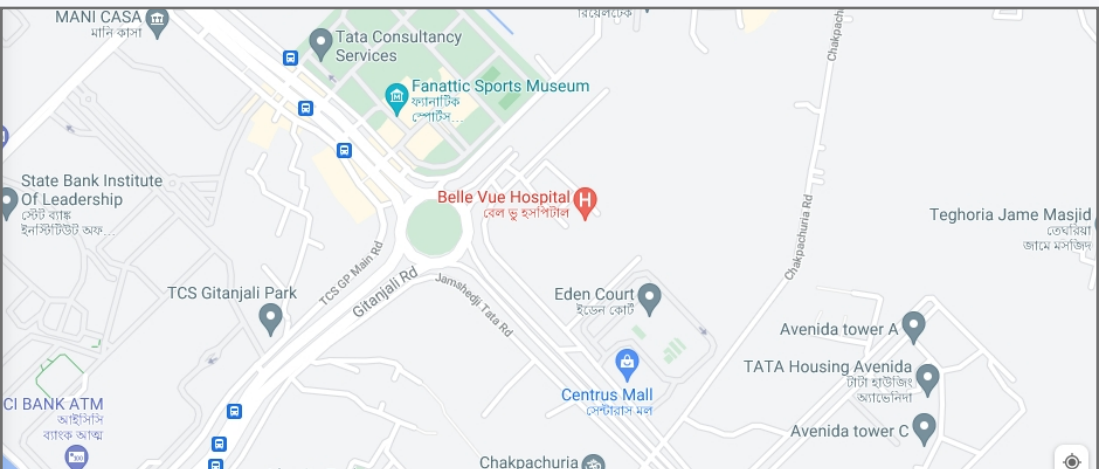 রিয়েলটেক
MANI CASA
মানি কাসা
Tata Consultancy
Services
Chakpachuria Rd
Fanattic Sports Museum
ফ্যানাটিক
স্পোর্টস...
State Bank Institute
Of Leadership
স্টেট ব্যাঙ্ক
ইনস্টিটিউট অফ...
Belle Vue Hospital
বেল ভু হসপিটাল
H
Teghoria Jame Masjid
তেঘরিয়া
জামে মসজিদ
Chakpachuria Rd
TCS GP Main Rd
Gitanjali Rd
Jamshedji Tata Rd
TCS Gitanjali Park
Eden Court
ইডেন কোর্ট
Avenida tower A
TATA Housing Avenida
টাটা হাউজিং
অ্যাভেনিদা
Centrus Mall
সেন্টারাস মল
CI BANK ATM
আইসিসি
ব্যাংক আত্ম
Avenida tower C
Chakpachuria